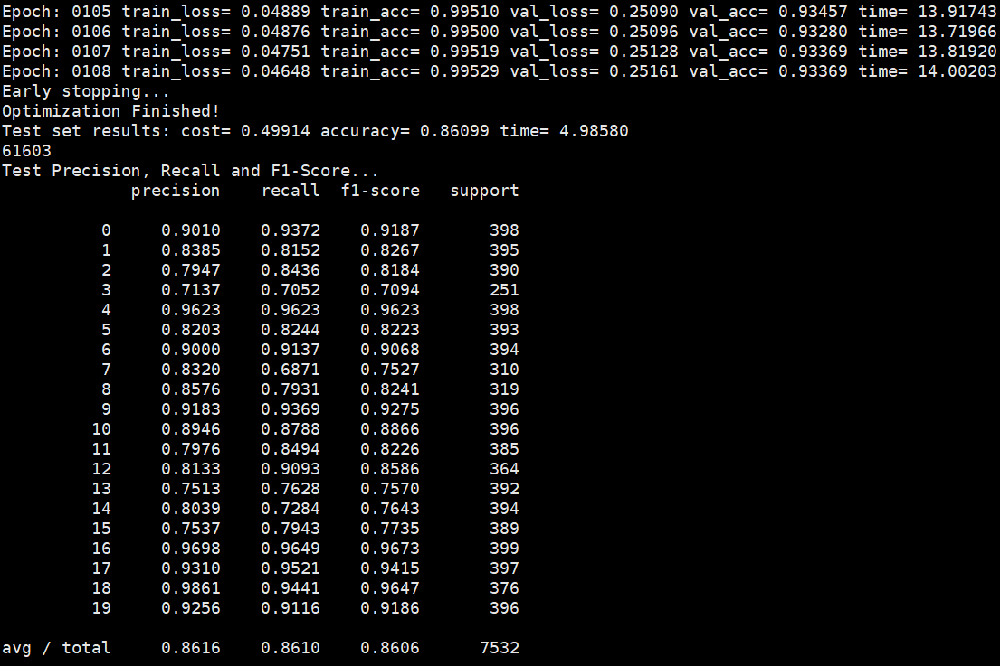 Epoch: 0105 train_loss= 0.04889 train_acc= 0.99510 val_loss= 0.25090 val_acc= 0.93457 time= 13.91743
Epoch: 0106 train_loss= 0.04876 train_acc= 0.99500 val_loss= 0.25096 val_acc= 0.93280 time= 13.71966
Epoch: 0107 train_loss= 0.04751 train_acc= 0.99519 val_loss= 0.25128 val_acc= 0.93369 time= 13.81920
Epoch: 0108 train_loss= 0.04648 train_acc= 0.99529 val_loss= 0.25161 val_acc= 0.93369 time= 14.00203
Early stopping...
Optimization Finished!
Test set results: cost= 0.49914 accuracy= 0.86099 time= 4.98580
61603
Test Precision, Recall and F1-Score...
precision recall f1-score support
0 0.9010 0.9372 0.9187 398
1 0.8385 0.8152 0.8267 395
2 0.7947 0.8436 0.8184 390
3 0.7137 0.7052 0.7094 251
4 0.9623 0.9623 0.9623 398
5 0.8203 0.8244 0.8223 393
6 0.9000 0.9137 0.9068 394
7 0.8320 0.6871 0.7527 310
8 0.8576 0.7931 0.8241 319
9 0.9183 0.9369 0.9275 396
10 0.8946 0.8788 0.8866 396
11 0.7976 0.8494 0.8226 385
12 0.8133 0.9093 0.8586 364
13 0.7513 0.7628 0.7570 392
14 0.8039 0.7284 0.7643 394
15 0.7537 0.7943 0.7735 389
16 0.9698 0.9649 0.9673 399
17 0.9310 0.9521 0.9415 397
18 0.9861 0.9441 0.9647 376
19 0.9256 0.9116 0.9186 396
avg / total 0.8616 0.8610 0.8606 7532